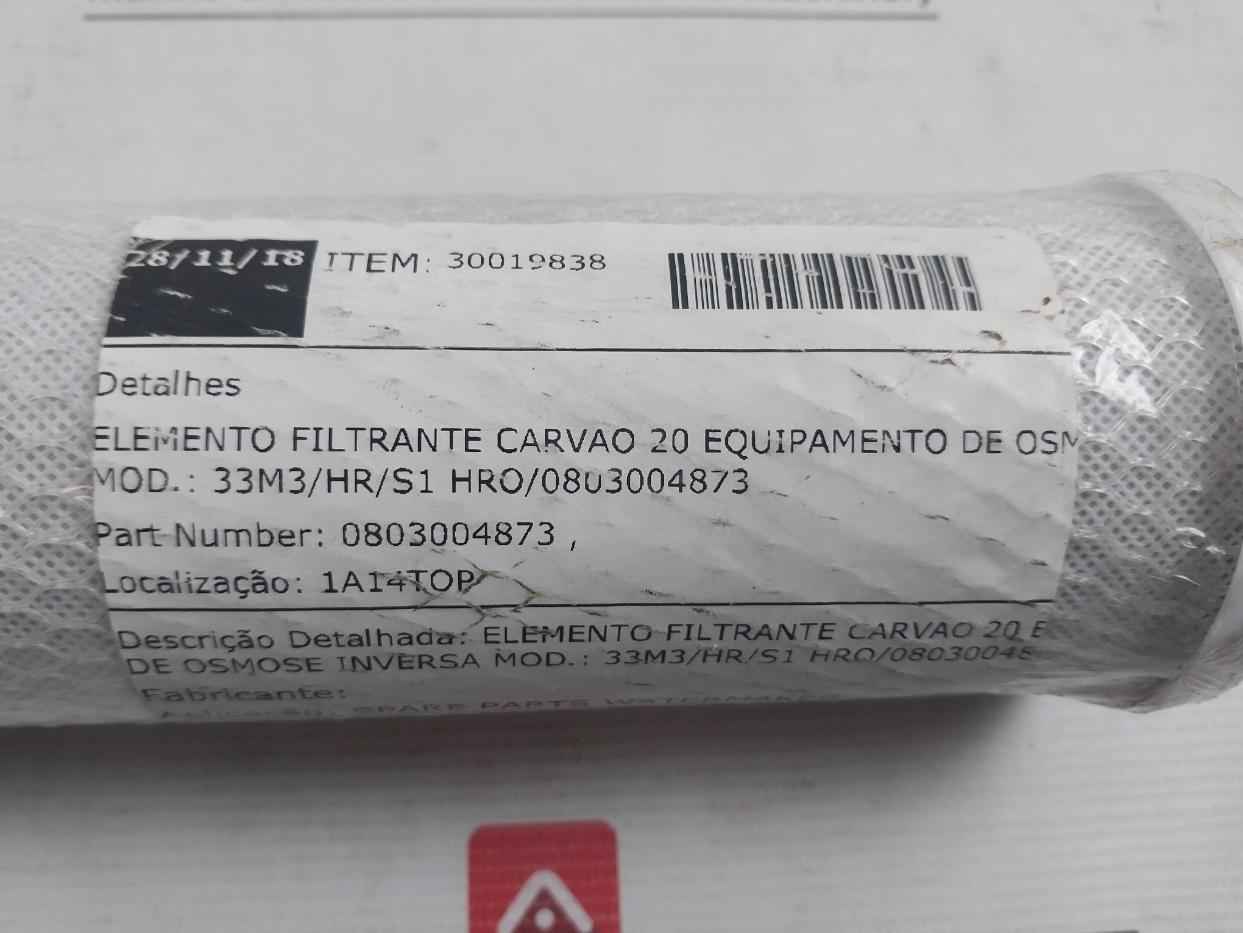 28/11/18 ITEM: 30019838
Detalhes
ELEMENTO FILTRANTE CARVAO 20 EQUIPAMENTO DE OSM
MOD.: 33M3/HR/S1 HRO/0803004873
Part Number: 0803004873 ,
Localização: 1A14TOP
Descrição Detalhada: ELEMENTO FILTRANTE CARVAO 20 E
DE OSMOSE INVERSA MOD.: 33M3/HR/S1 HRO/08030048
Fabricante:
SPARE PARTS